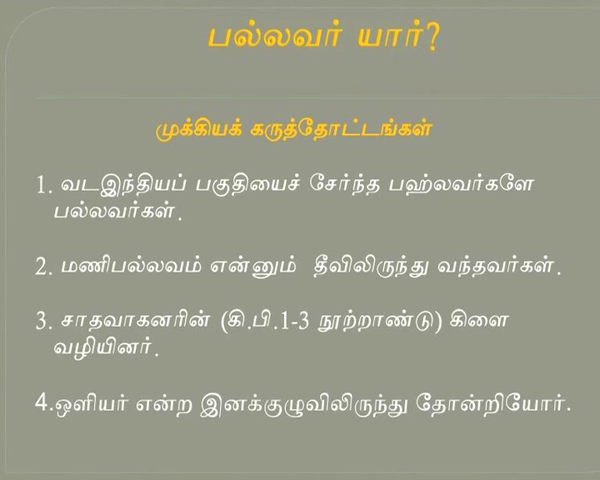 பல்லவர் யார்?
முக்கியக் கருத்தோட்டங்கள்
1. வடஇந்தியப் பகுதியைச் சேர்ந்த பஹ்லவர்களே
பல்லவர்கள்.
2. மணிபல்லவம் என்னும் தீவிலிருந்து வந்தவர்கள்.
3. சாதவாகனரின் (கி.பி.1-3 நூற்றாண்டு) கிளை
வழியினர்.
4.ஒளியர் என்ற இனக்குழுவிலிருந்து தோன்றியோர்.